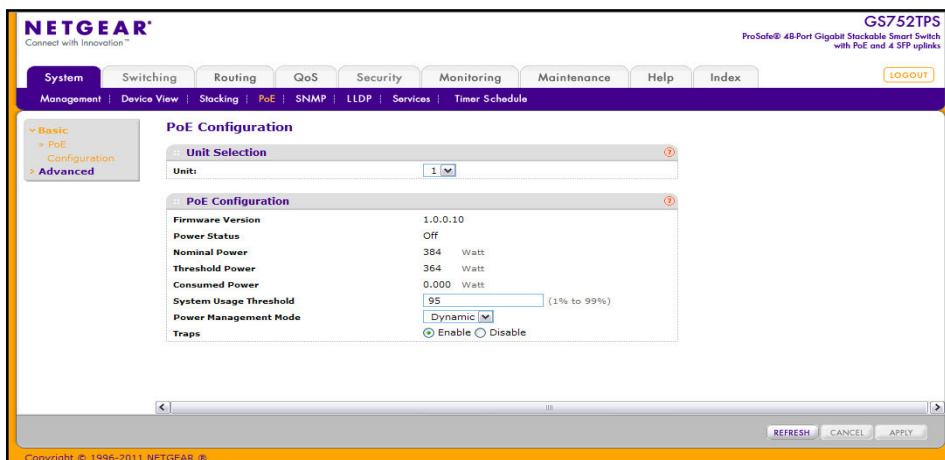 NETGEAR®
Connect with Innovation™
GS752TPS
ProSafe® 48-Port Gigabit Stackable Smart Switch
with PoE and 4 SFP uplinks
System Switching Routing QoS Security Monitoring Maintenance Help Index LOGOUT
Management Device View Stacking PoE SNMP LLDP Services Timer Schedule
Basic
PoE
Configuration
Advanced
PoE Configuration
Unit Selection ?
Unit: 1
PoE Configuration ?
Firmware Version 1.0.0.10
Power Status Off
Nominal Power 384 Watt
Threshold Power 364 Watt
Consumed Power 0.000 Watt
System Usage Threshold 95 (1% to 99%)
Power Management Mode Dynamic
Traps Enable Disable
REFRESH CANCEL APPLY
Copyright © 1996-2011 NETGEAR ®